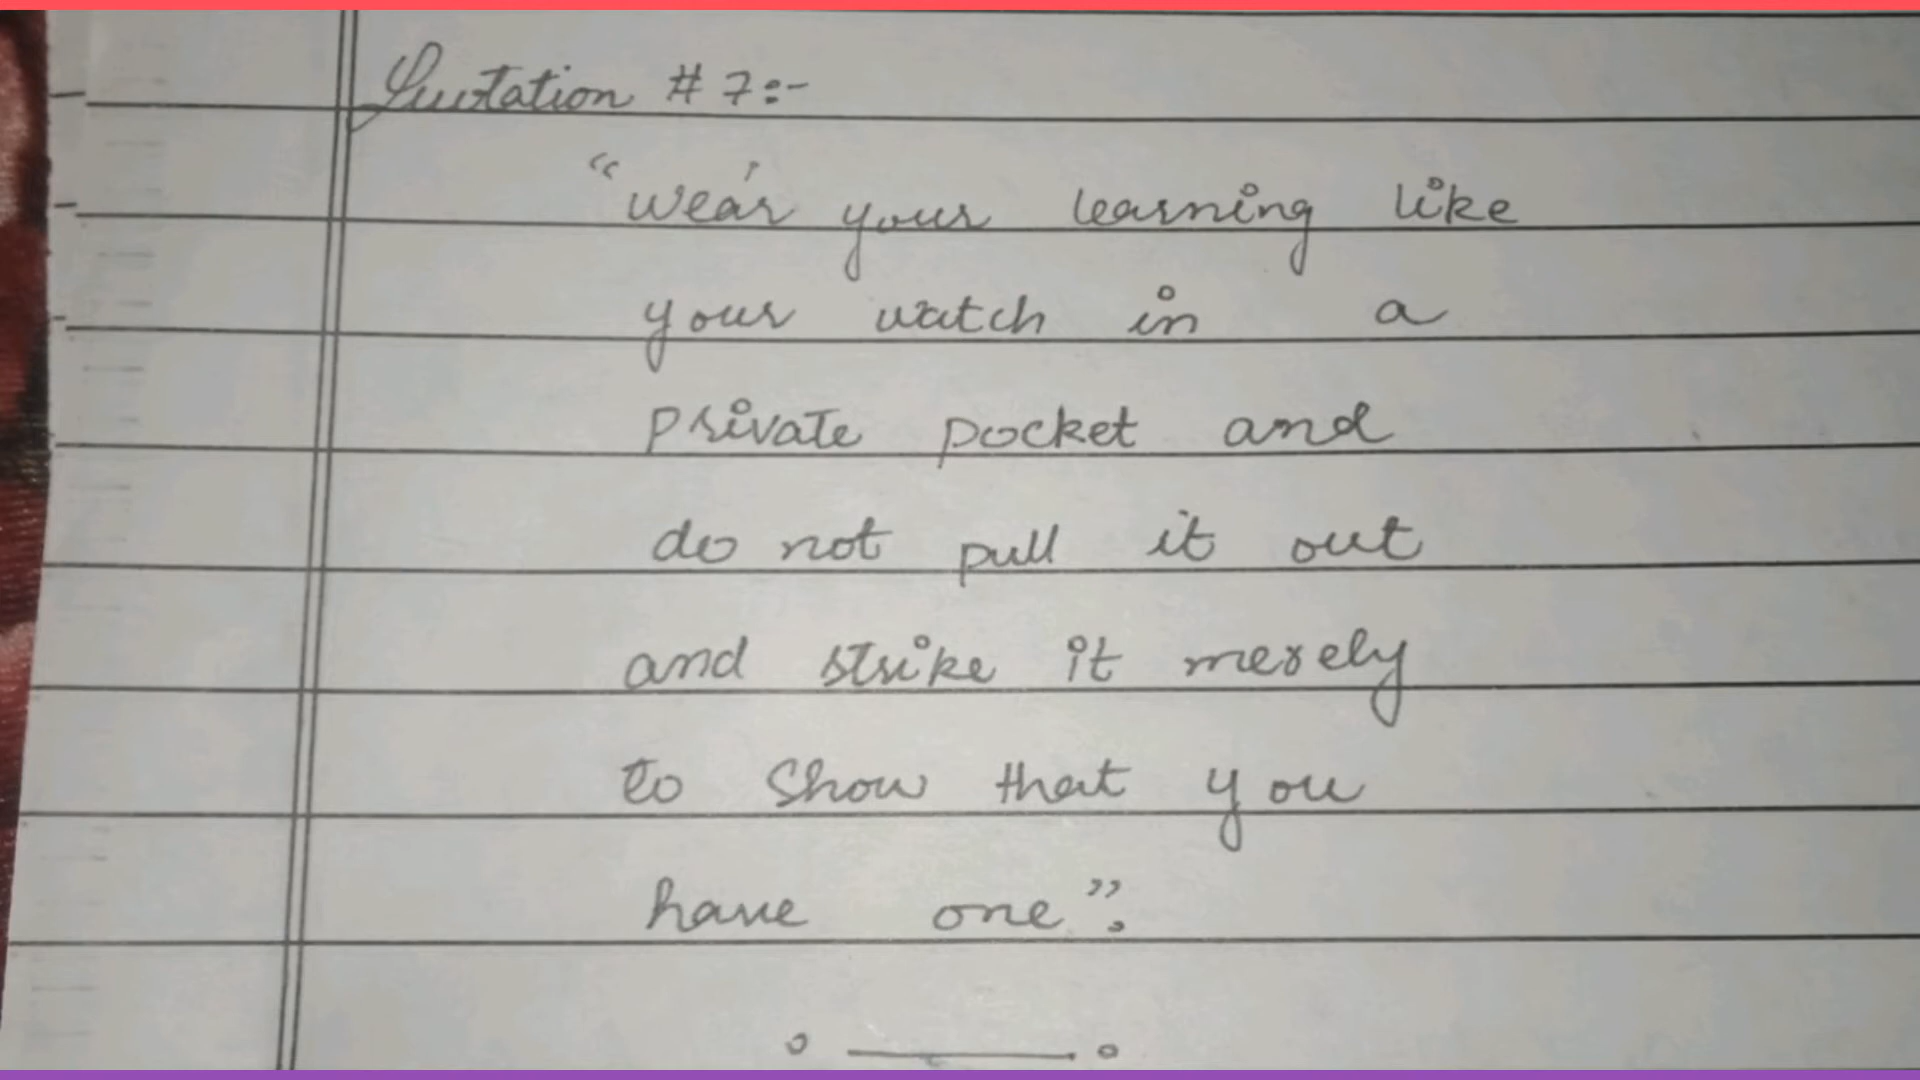 Quotation # 7:-
“wear your learning like
your watch in a
private pocket and
do not pull it out
and strike it merely
to show that you
have one”.